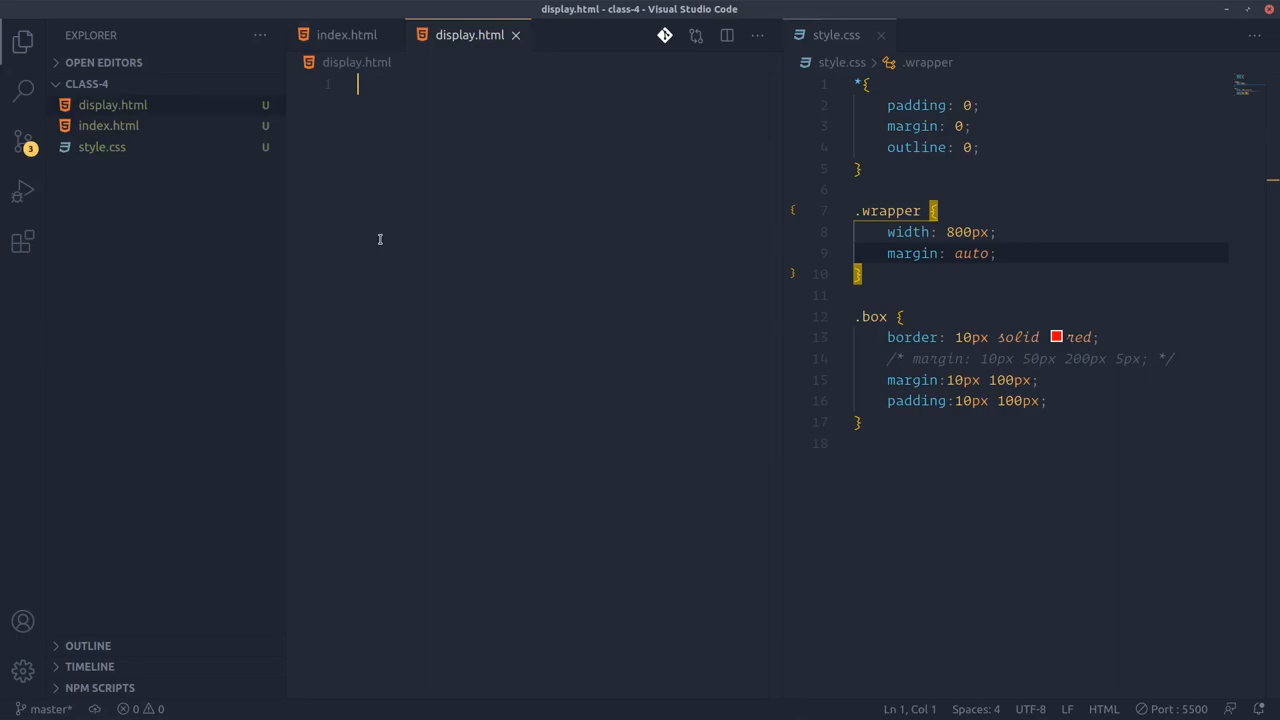 display.html - class-4 - Visual Studio Code
EXPLORER
OPEN EDITORS
CLASS-4
display.html U
index.html U
style.css U
3
OUTLINE
TIMELINE
NPM SCRIPTS
index.html
display.html
display.html
1
style.css
style.css > .wrapper
1 *{
2 padding: 0;
3 margin: 0;
4 outline: 0;
5 }
6
7 .wrapper {
8 width: 800px;
9 margin: auto;
10 }
11
12 .box {
13 border: 10px solid red;
14 /* margin: 10px 50px 200px 5px; */
15 margin:10px 100px;
16 padding:10px 100px;
17 }
18
master* 0 0 Ln 1, Col 1 Spaces: 4 UTF-8 LF HTML Port : 5500